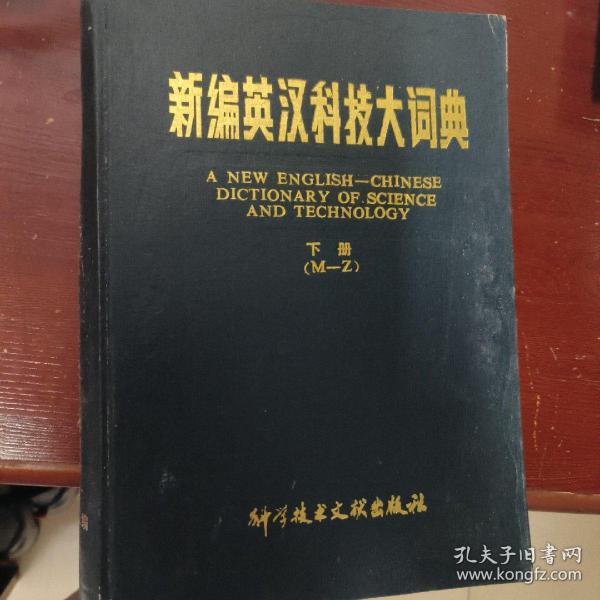 新编英汉科技大词典
A NEW ENGLISH—CHINESE
DICTIONARY OF SCIENCE
AND TECHNOLOGY
下册
(M—Z)
科学技术文献出版社
编
孔夫子旧书网
www.kongfz.com